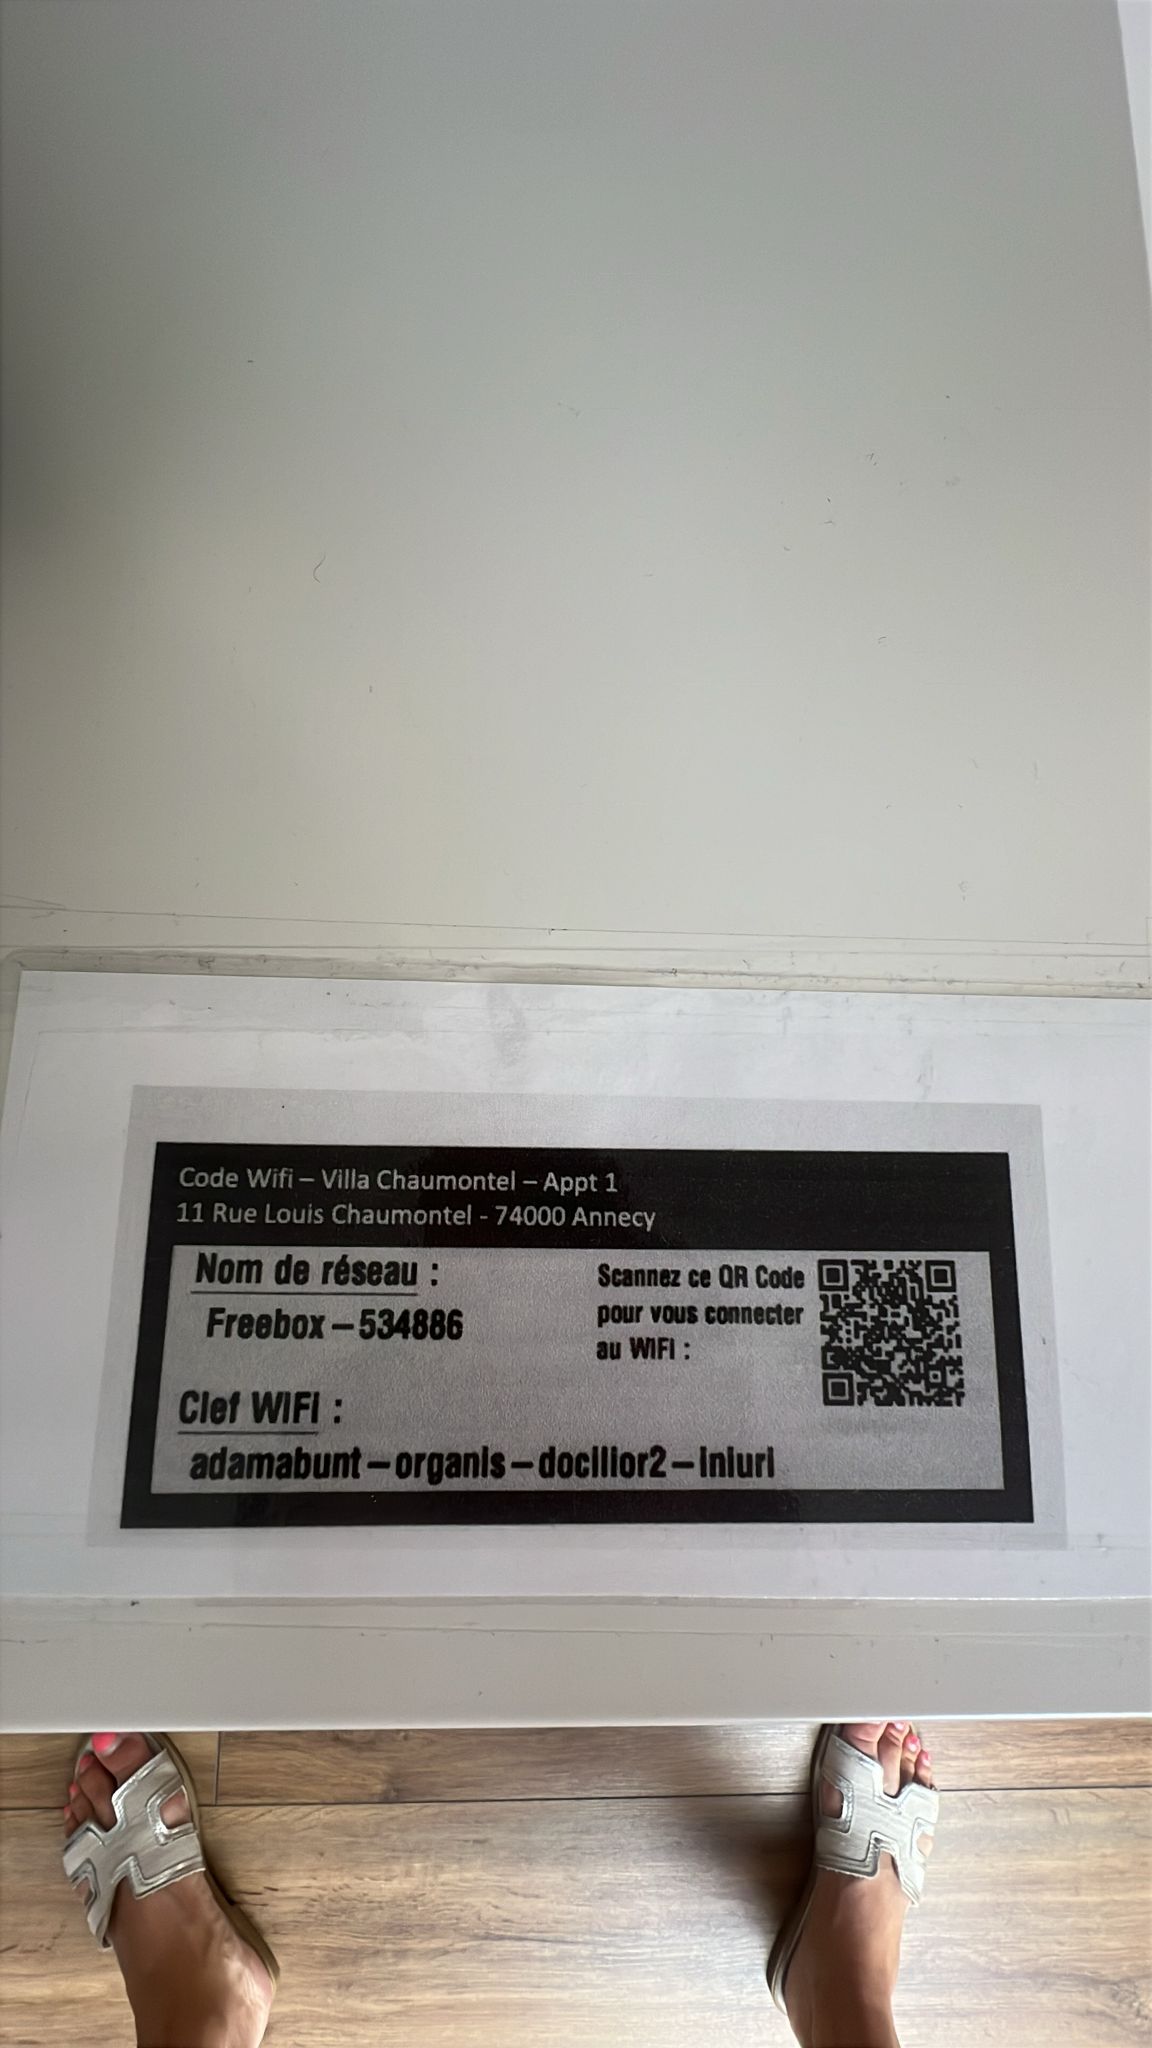 Code Wifi – Villa Chaumontel – Appt 1
11 Rue Louis Chaumontel - 74000 Annecy
Nom de réseau :
Freebox – 534886
Scannez ce QR Code
pour vous connecter
au WIFI :
Clef WIFI :
adamabunt – organis – docilior2 – iniuri